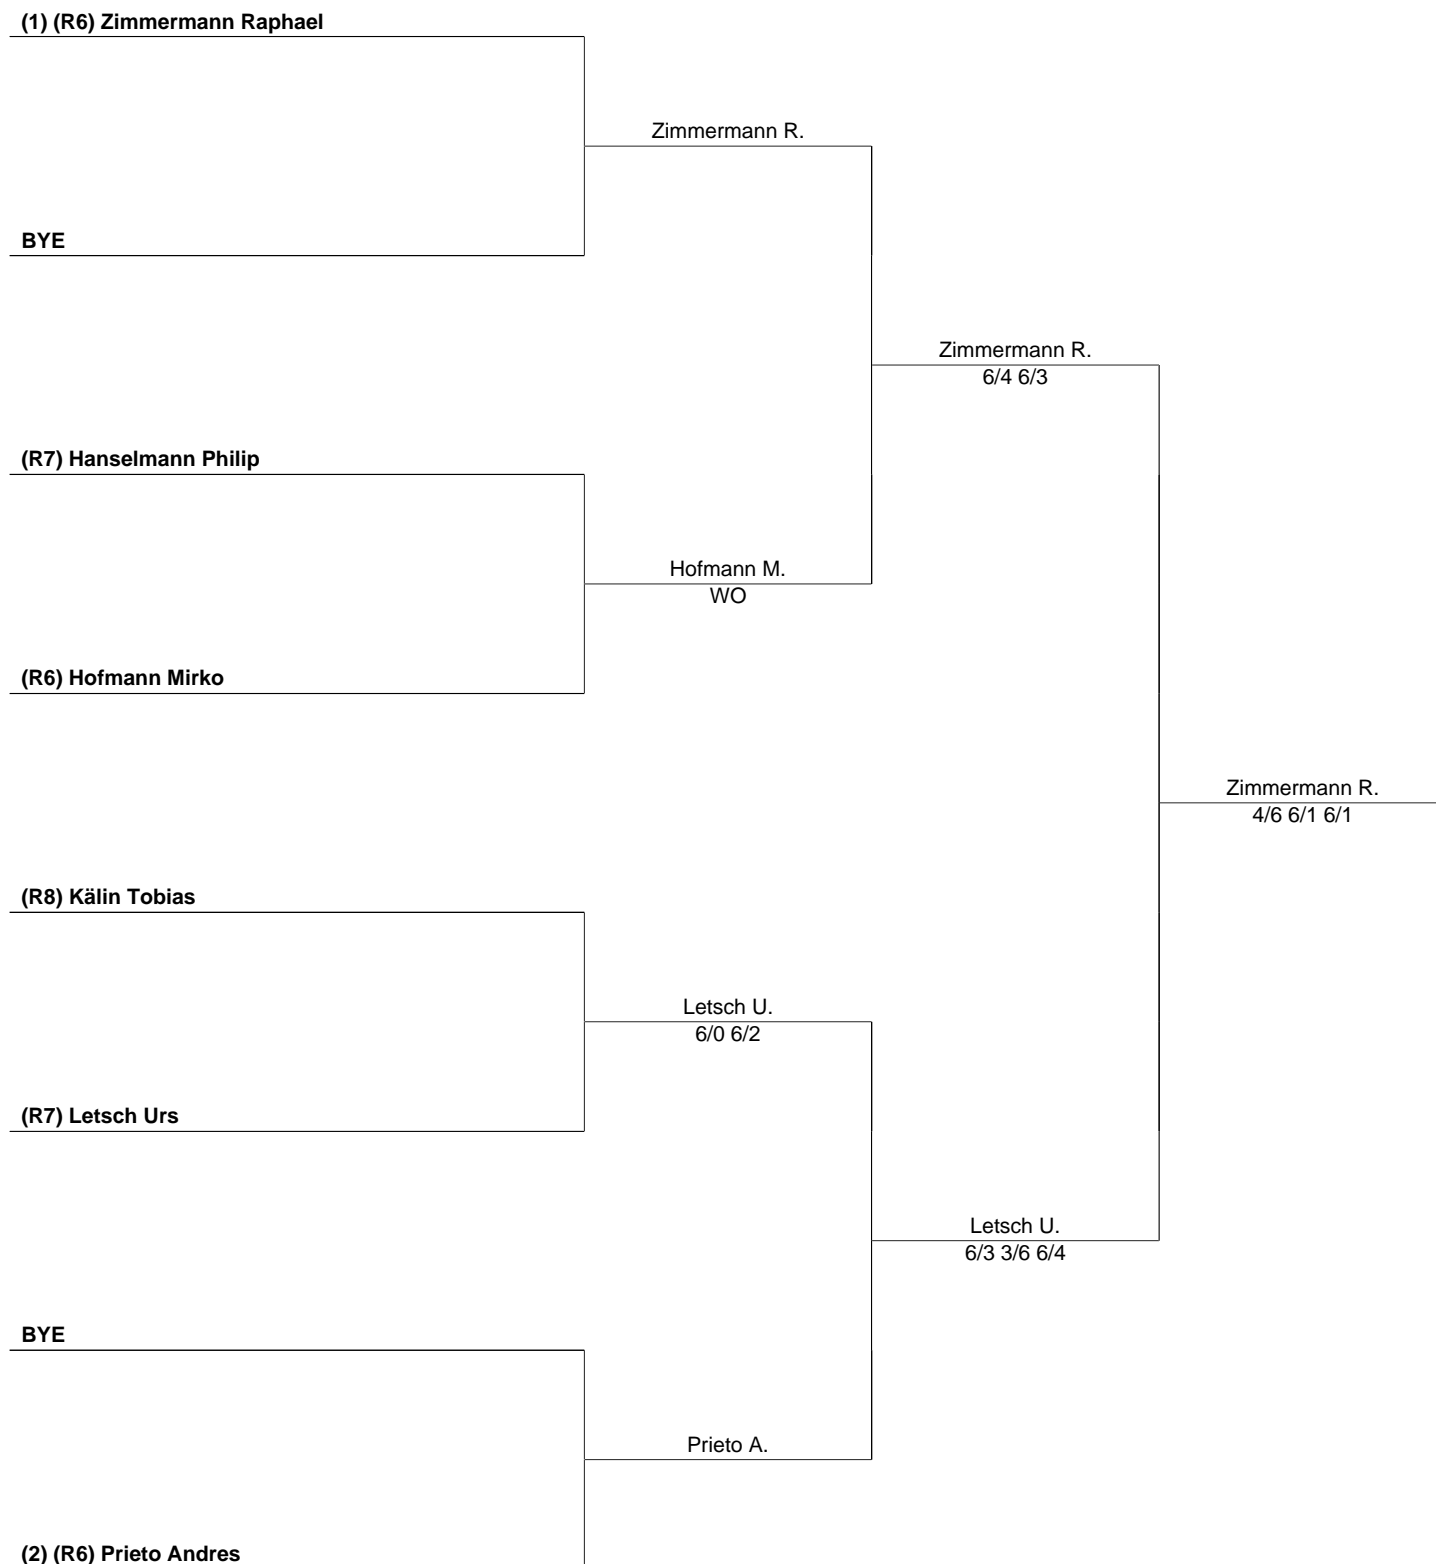 (1) (R6) Zimmermann Raphael
Zimmermann R.
BYE
Zimmermann R.
6/4 6/3
(R7) Hanselmann Philip
Hofmann M.
WO
(R6) Hofmann Mirko
Zimmermann R.
4/6 6/1 6/1
(R8) Kälin Tobias
Letsch U.
6/0 6/2
(R7) Letsch Urs
Letsch U.
6/3 3/6 6/4
BYE
Prieto A.
(2) (R6) Prieto Andres